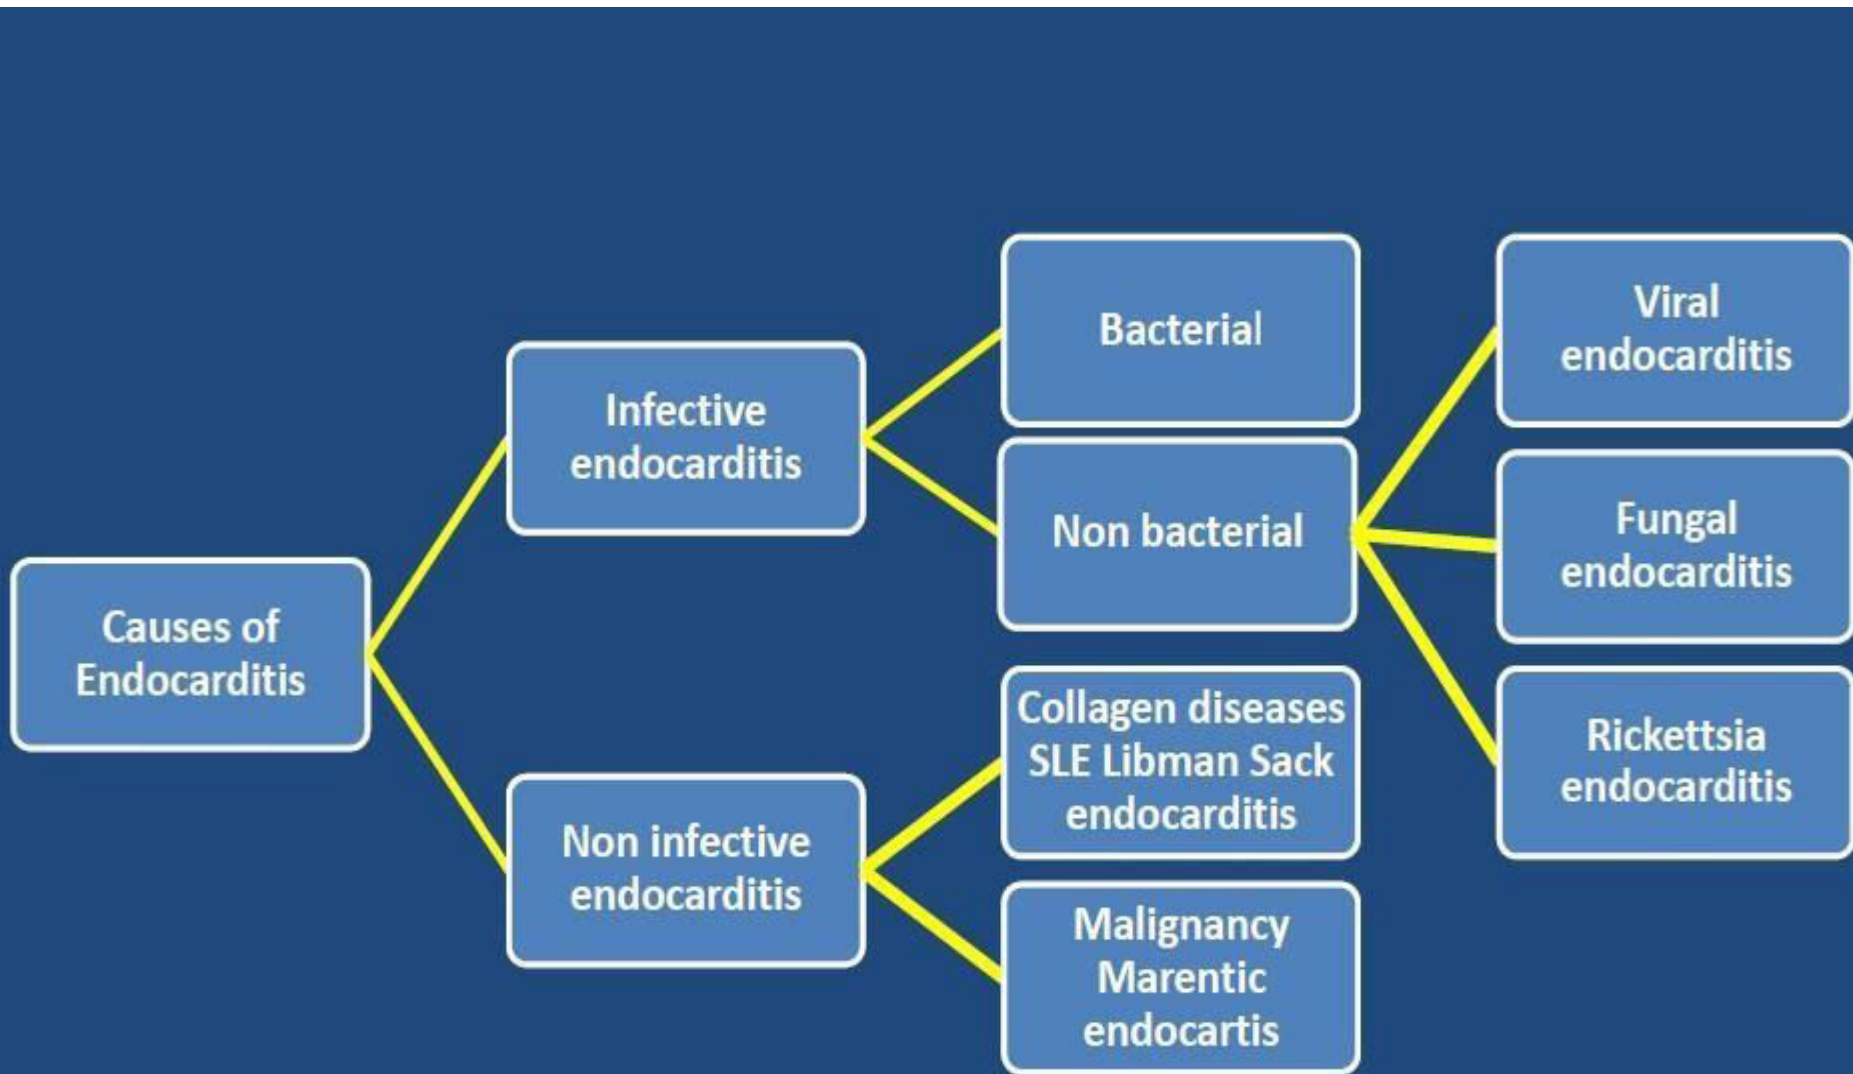 Causes of
Endocarditis
Infective
endocarditis
Bacterial
Non bacterial
Viral
endocarditis
Fungal
endocarditis
Rickettsia
endocarditis
Non infective
endocarditis
Collagen diseases
SLE Libman Sack
endocarditis
Malignancy
Marentic
endocartis